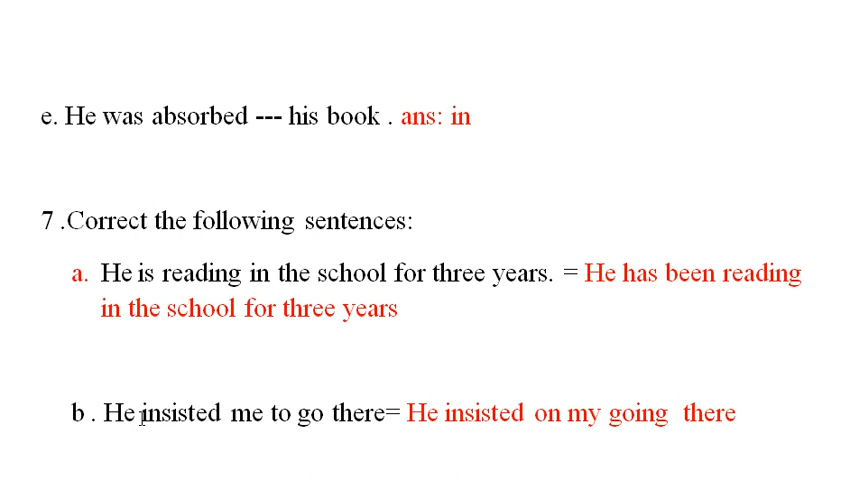 e. He was absorbed --- his book . ans: in
7 .Correct the following sentences:
a. He is reading in the school for three years. = He has been reading
in the school for three years
b . He insisted me to go there= He insisted on my going there